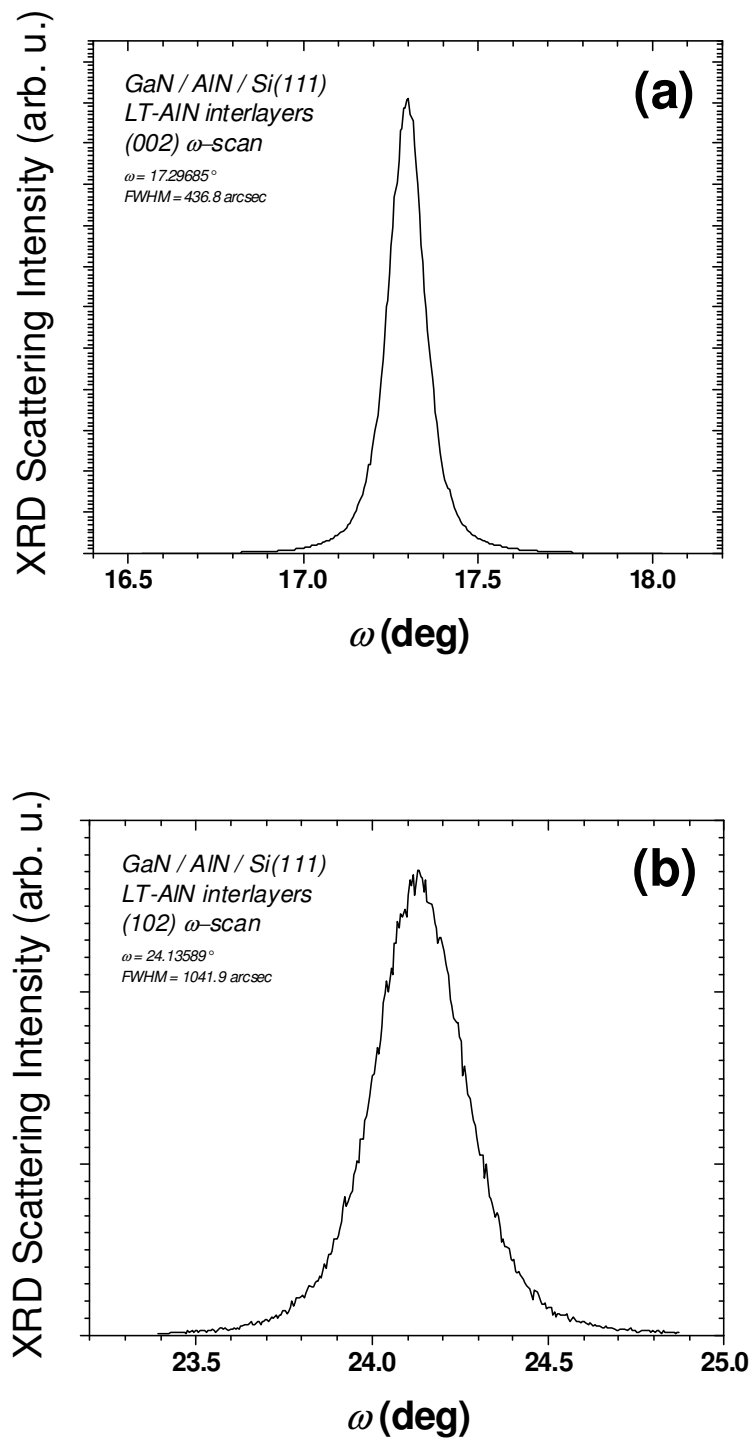 XRD Scattering Intensity (arb. u.)
GaN / AlN / Si(111)
LT-AlN interlayers
(002) ω–scan
ω = 17.29685°
FWHM = 436.8 arcsec
(a)
16.5 17.0 17.5 18.0
ω (deg)
XRD Scattering Intensity (arb. u.)
GaN / AlN / Si(111)
LT-AlN interlayers
(102) ω–scan
ω = 24.13589°
FWHM = 1041.9 arcsec
(b)
23.5 24.0 24.5 25.0
ω (deg)